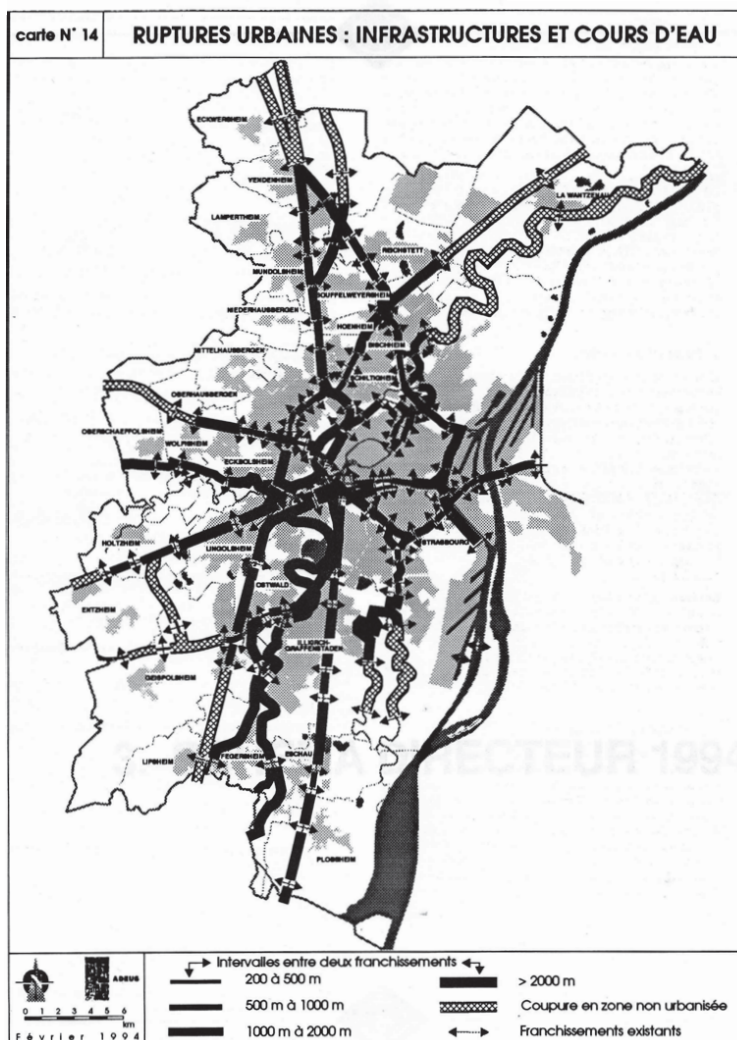 carte N° 14
RUPTURES URBAINES : INFRASTRUCTURES ET COURS D'EAU
ECKWERSHEIM
VENDENHEIM
LA WANTZENAU
LAMPERTHEIM
REICHSTETT
MUNDOLSHEIM
SOUFFELWEYERSHEIM
NIEDERHAUSBERGEN
HOENHEIM
BISCHHEIM
MITTELHAUSBERGEN
SCHILTIGHEIM
OBERHAUSBERGEN
OBERSCHAEFFOLSHEIM
WOLFISHEIM
ECKBOLSHEIM
STRASBOURG
HOLTZHEIM
LINGOLSHEIM
OSTWALD
ENTZHEIM
ILLKIRCH-
GRAFFENSTADEN
GEISPOLSHEIM
LIPSHEIM
FEGERSHEIM
ESCHAU
PLOBSHEIM
DIRECTEUR 1994
ADEUS
0 1 2 3 4 5 6
km
Février 1994
Intervalles entre deux franchissements
200 à 500 m
500 m à 1000 m
1000 m à 2000 m
> 2000 m
Coupure en zone non urbanisée
Franchissements existants